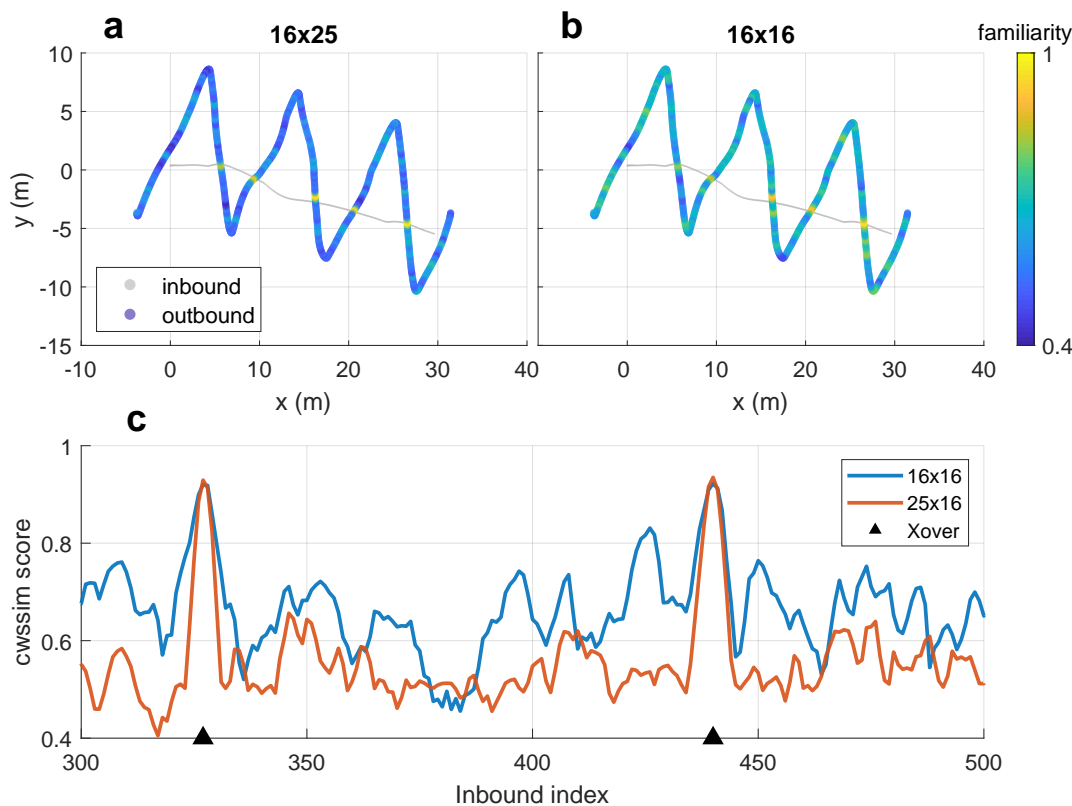 a
16x25
b
16x16
familiarity
10
5
0
-5
-10
-15
y (m)
inbound
outbound
1
0.4
-10
0
10
20
30
40
x (m)
0
10
20
30
40
x (m)
c
1
0.8
0.6
0.4
cwssim score
16x16
25x16
Xover
300
350
400
450
500
Inbound index